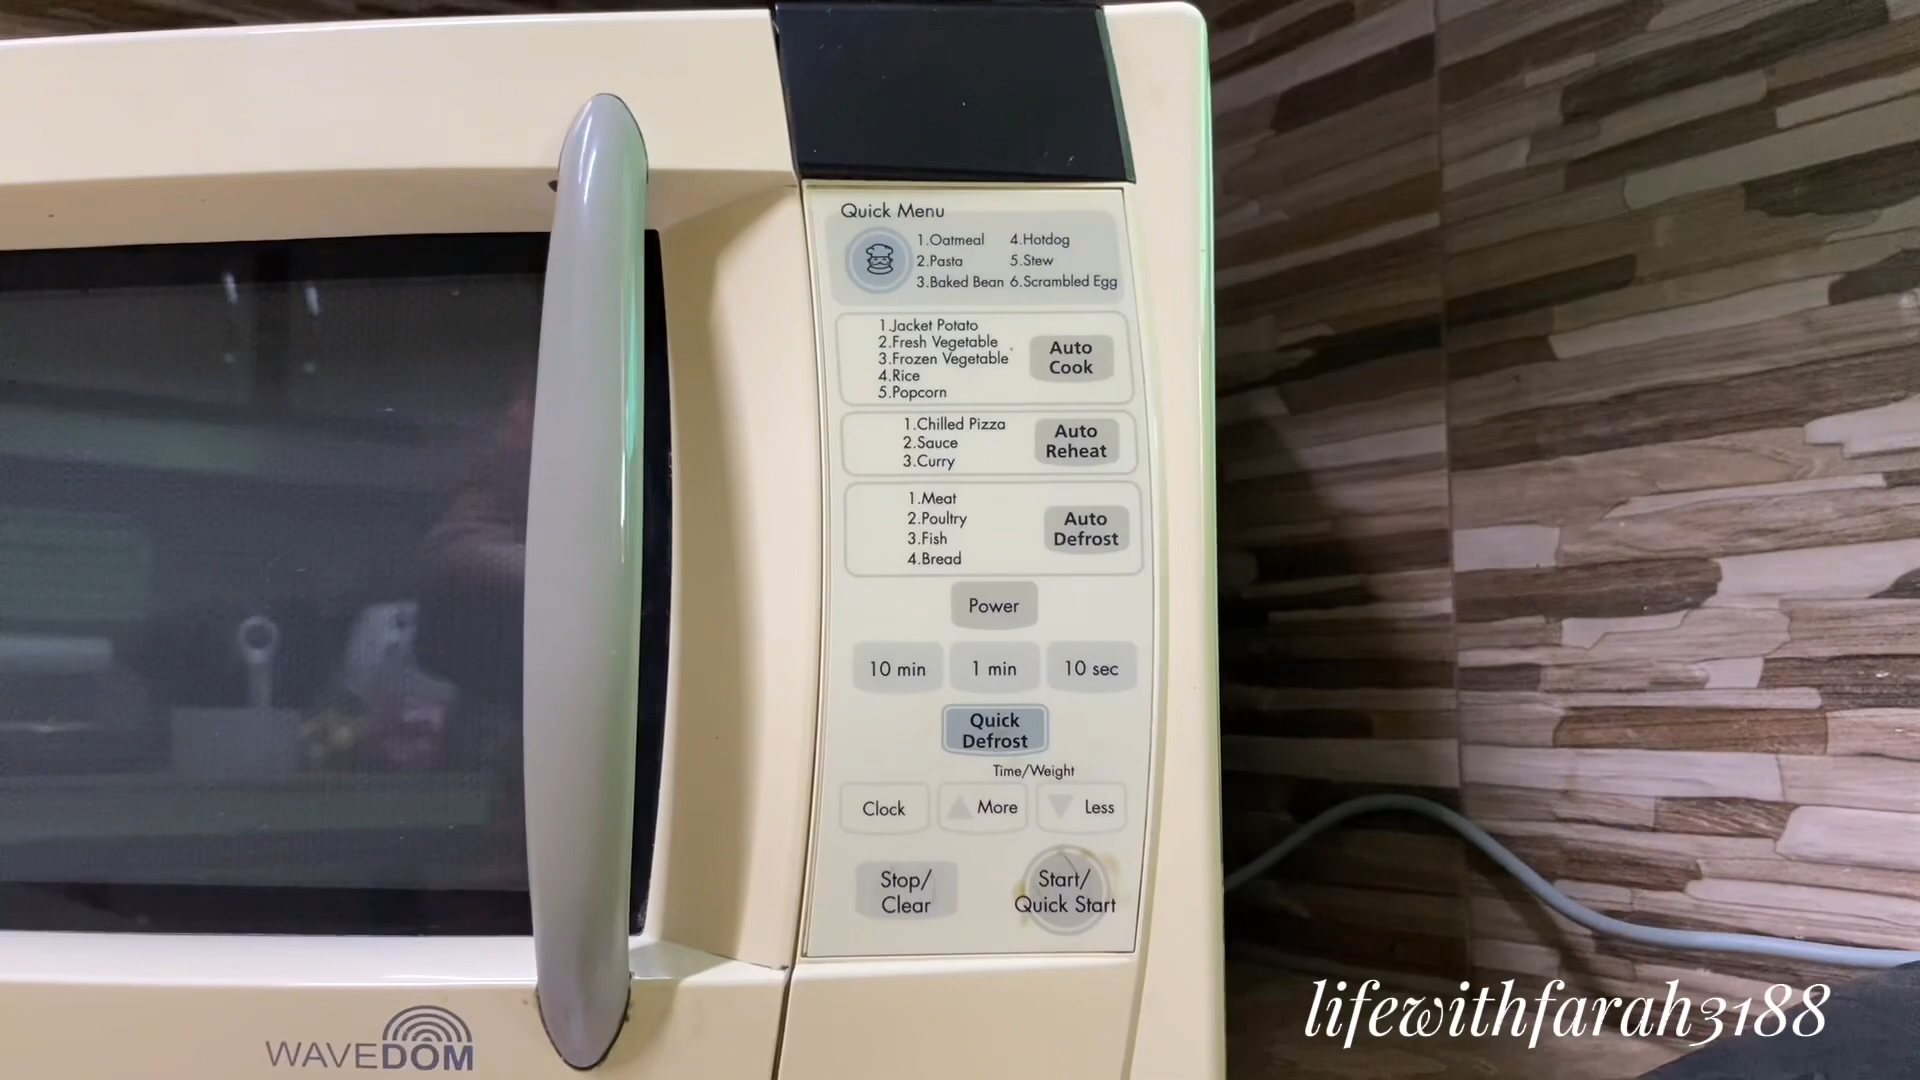 Quick Menu
1.Oatmeal 4.Hotdog
2.Pasta 5.Stew
3.Baked Bean 6.Scrambled Egg
1.Jacket Potato
2.Fresh Vegetable
3.Frozen Vegetable
4.Rice
5.Popcorn
Auto
Cook
1.Chilled Pizza
2.Sauce
3.Curry
Auto
Reheat
1.Meat
2.Poultry
3.Fish
4.Bread
Auto
Defrost
Power
10 min 1 min 10 sec
Quick
Defrost
Time/Weight
Clock More Less
Stop/
Clear
Start/
Quick Start
WAVEDOM
lifewithfarah3188